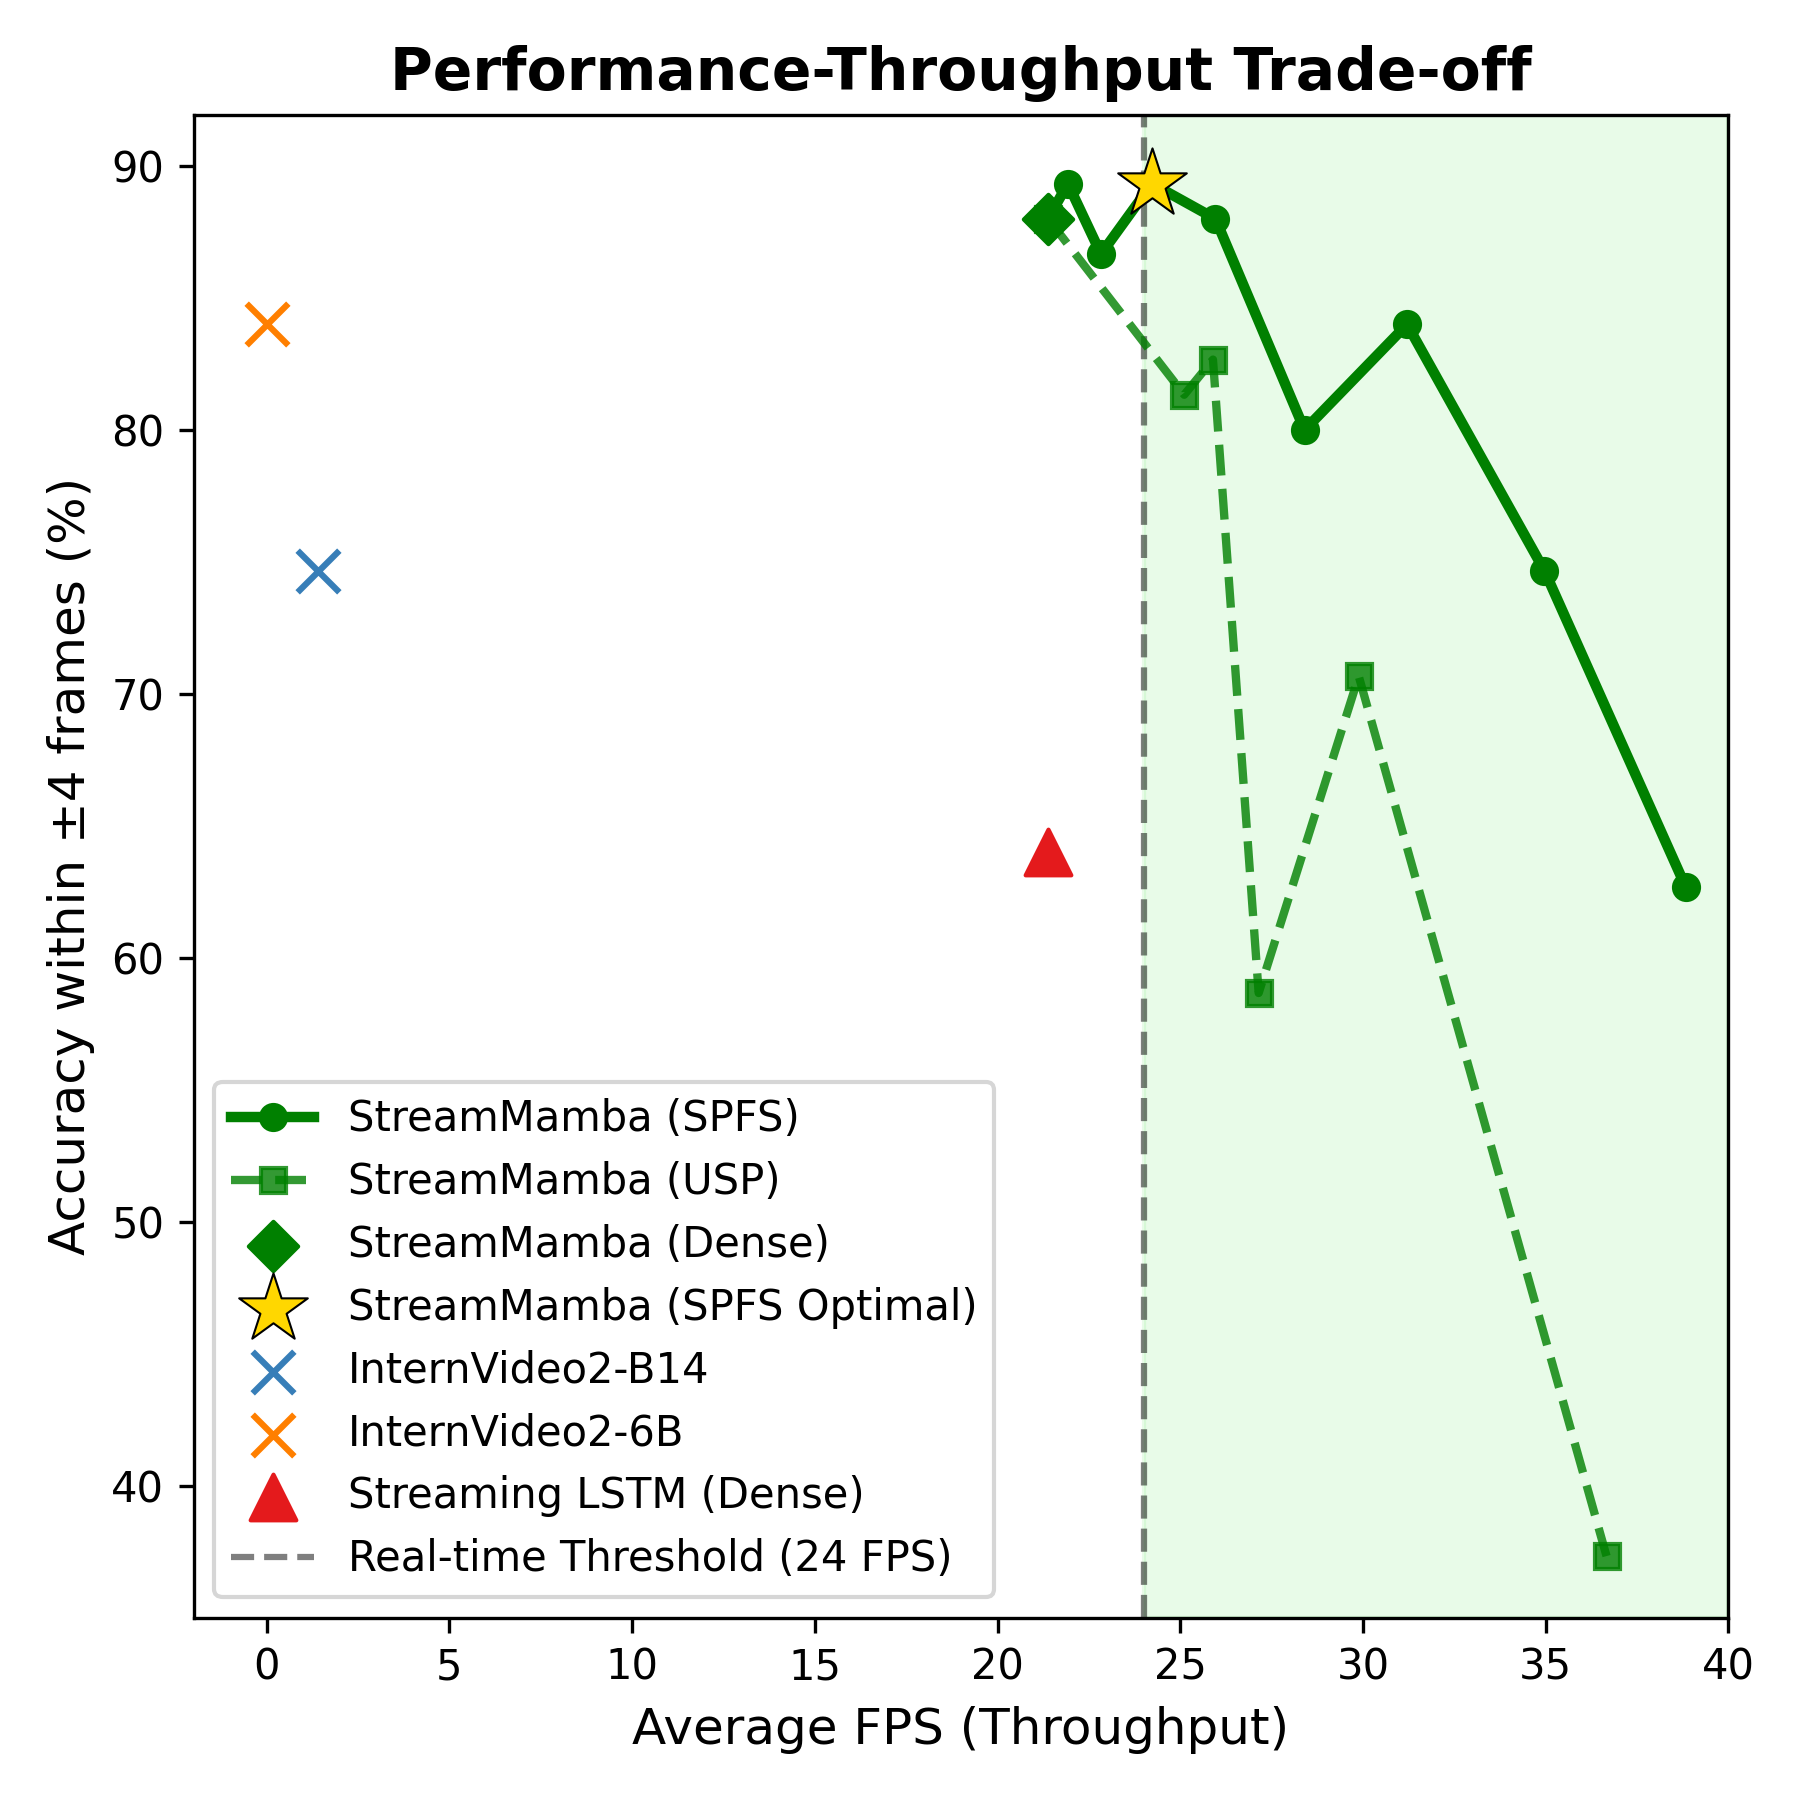 Performance-Throughput Trade-off
Accuracy within ±4 frames (%)
90
80
70
60
50
40
StreamMamba (SPFS)
StreamMamba (USP)
StreamMamba (Dense)
StreamMamba (SPFS Optimal)
InternVideo2-B14
InternVideo2-6B
Streaming LSTM (Dense)
Real-time Threshold (24 FPS)
0 5 10 15 20 25 30 35 40
Average FPS (Throughput)